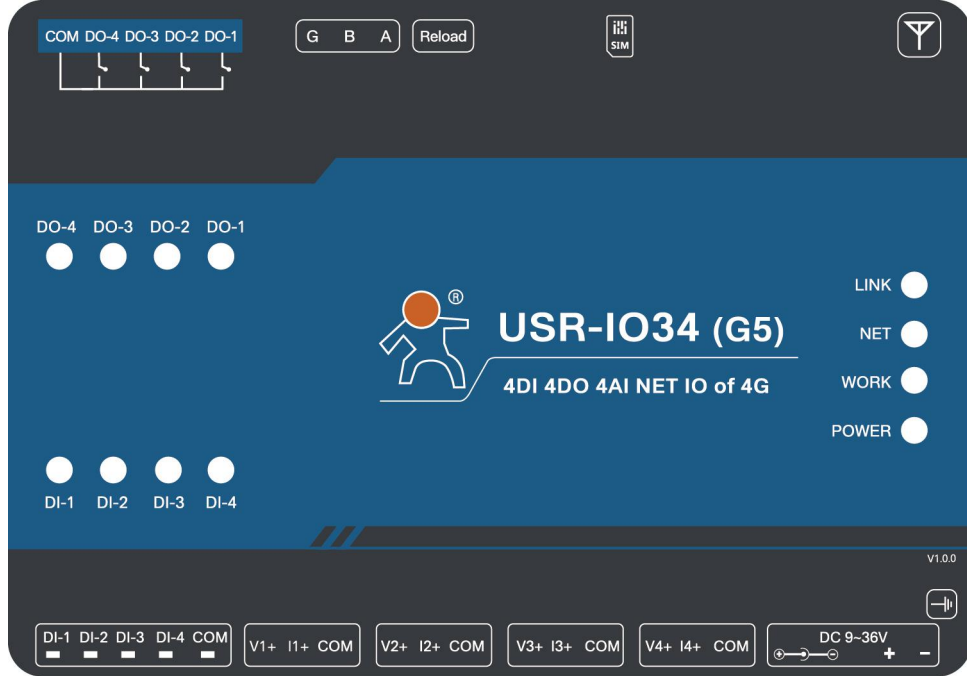 COM DO-4 DO-3 DO-2 DO-1
G B A
Reload
SIM
DO-4 DO-3 DO-2 DO-1
LINK
®
USR-IO34 (G5)
NET
4DI 4DO 4AI NET IO of 4G
WORK
POWER
DI-1 DI-2 DI-3 DI-4
V1.0.0
DI-1 DI-2 DI-3 DI-4 COM
V1+ I1+ COM
V2+ I2+ COM
V3+ I3+ COM
V4+ I4+ COM
DC 9~36V
+ −